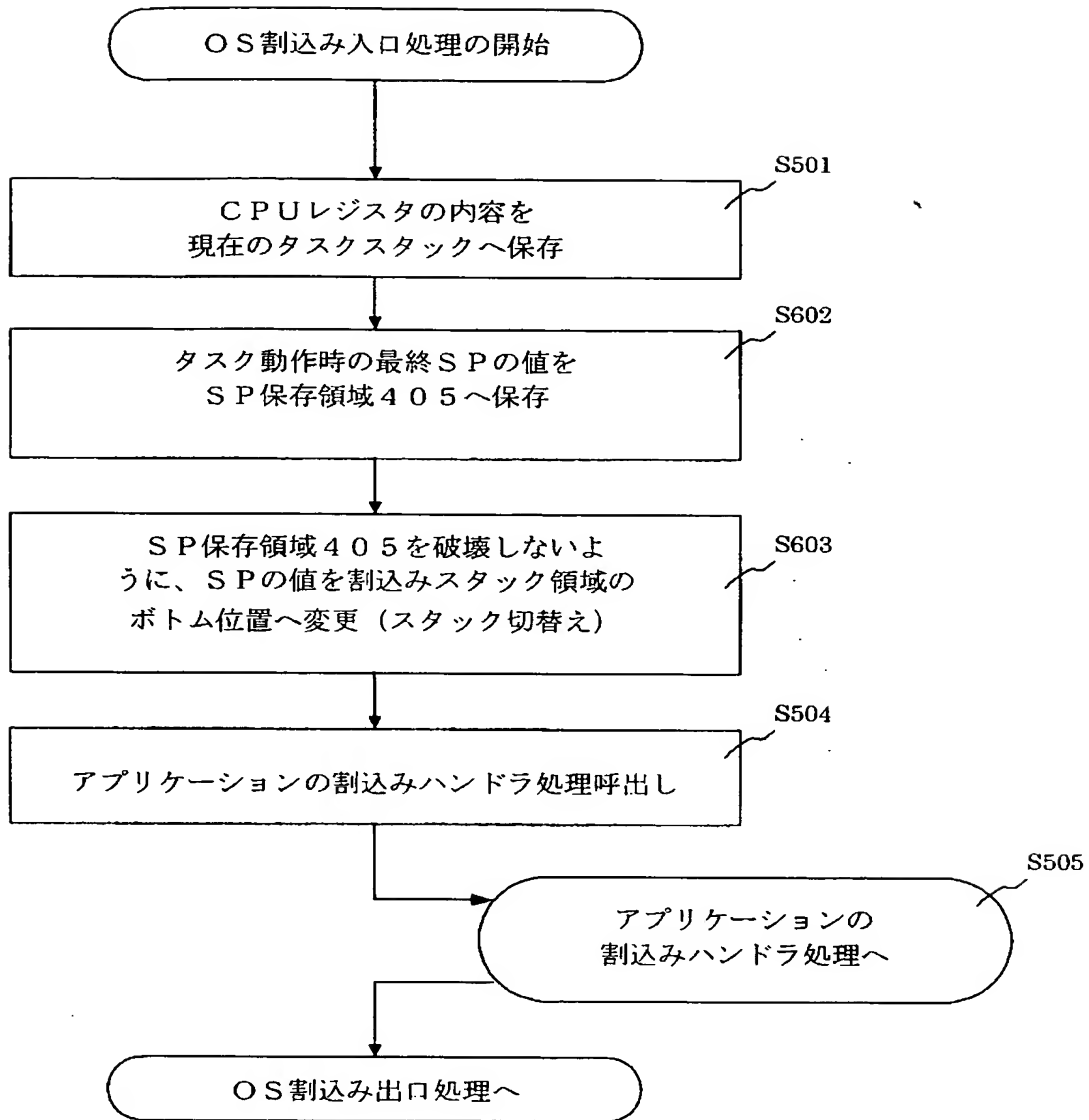 OS割込み入口処理の開始
S501
CPUレジスタの内容を
現在のタスクスタックへ保存
S602
タスク動作時の最終SPの値を
SP保存領域405へ保存
S603
SP保存領域405を破壊しないよ
うに、SPの値を割込みスタック領域の
ボトム位置へ変更（スタック切替え）
S504
アプリケーションの割込みハンドラ処理呼出し
S505
アプリケーションの
割込みハンドラ処理へ
OS割込み出口処理へ